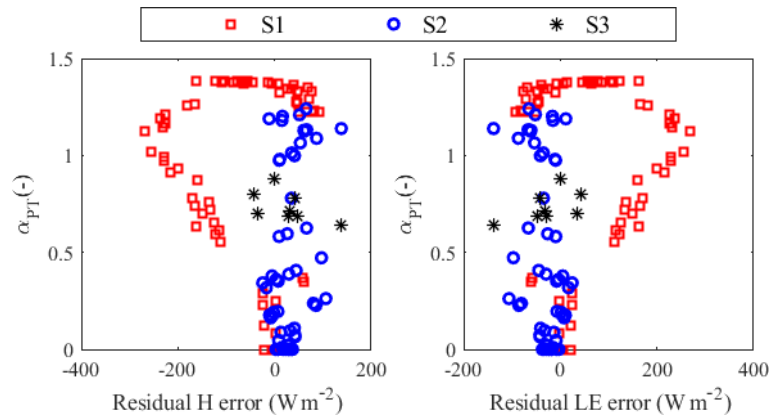 S1 S2 S3
1.5 1.5
1 1
0.5 0.5
0 0
α_PT(-) α_PT(-)
-400 -200 0 200 -200 0 200 400
Residual H error (W m⁻²) Residual LE error (W m⁻²)